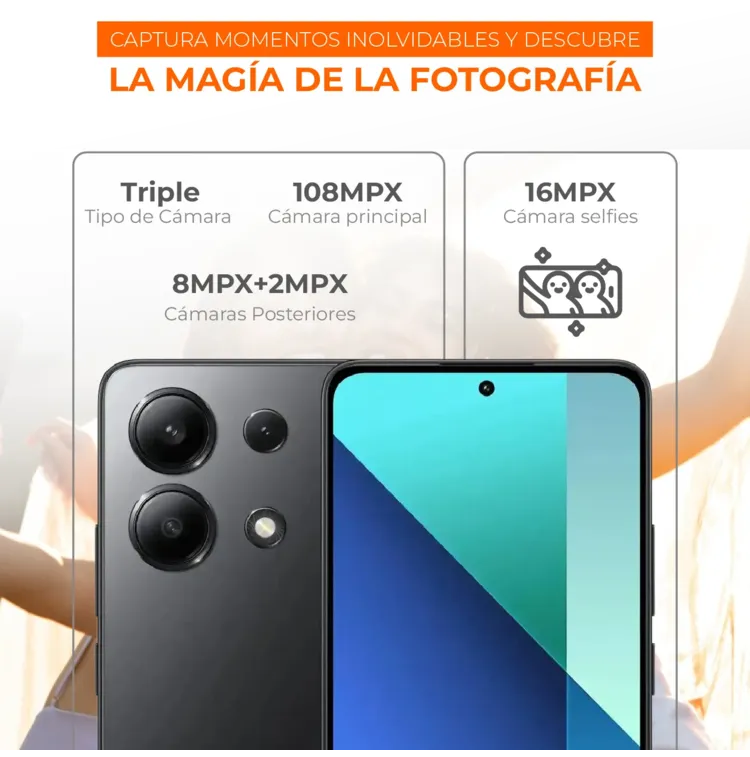 CAPTURA MOMENTOS INOLVIDABLES Y DESCUBRE
LA MAGÍA DE LA FOTOGRAFÍA
Triple
Tipo de Cámara
108MPX
Cámara principal
8MPX+2MPX
Cámaras Posteriores
16MPX
Cámara selfies